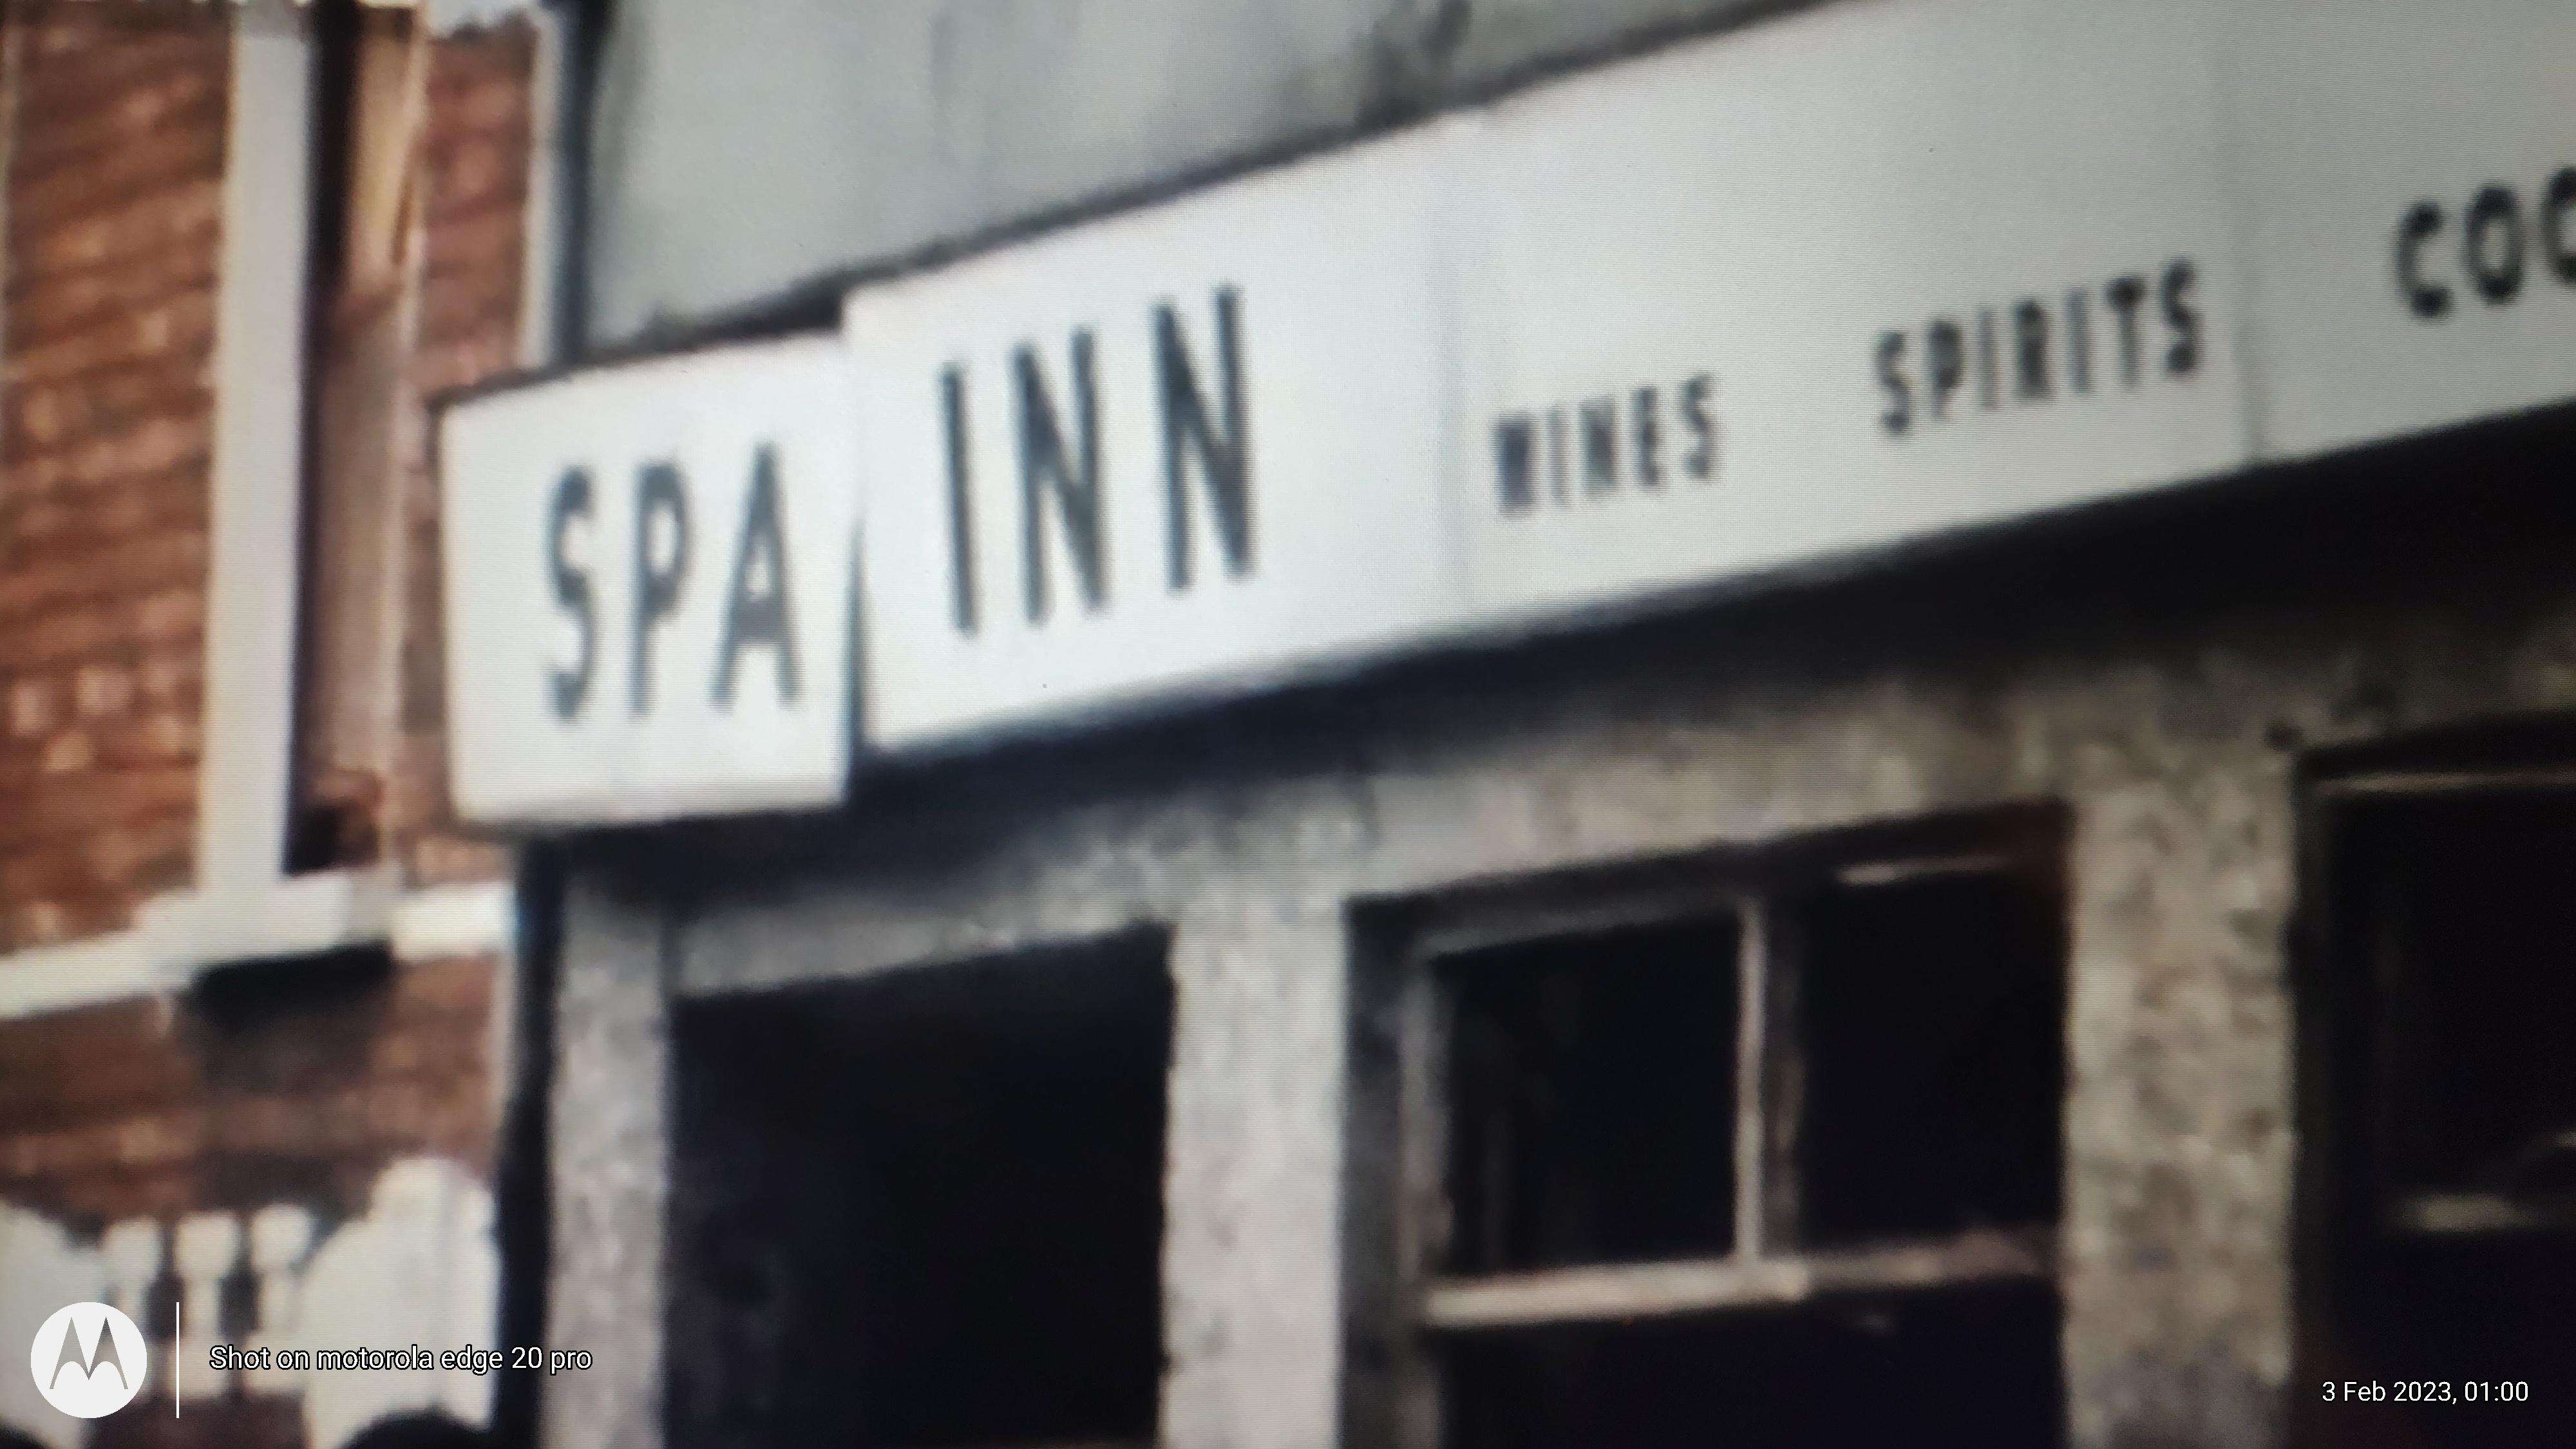 SPA INN WINES SPIRITS
Shot on motorola edge 20 pro
3 Feb 2023, 01:00